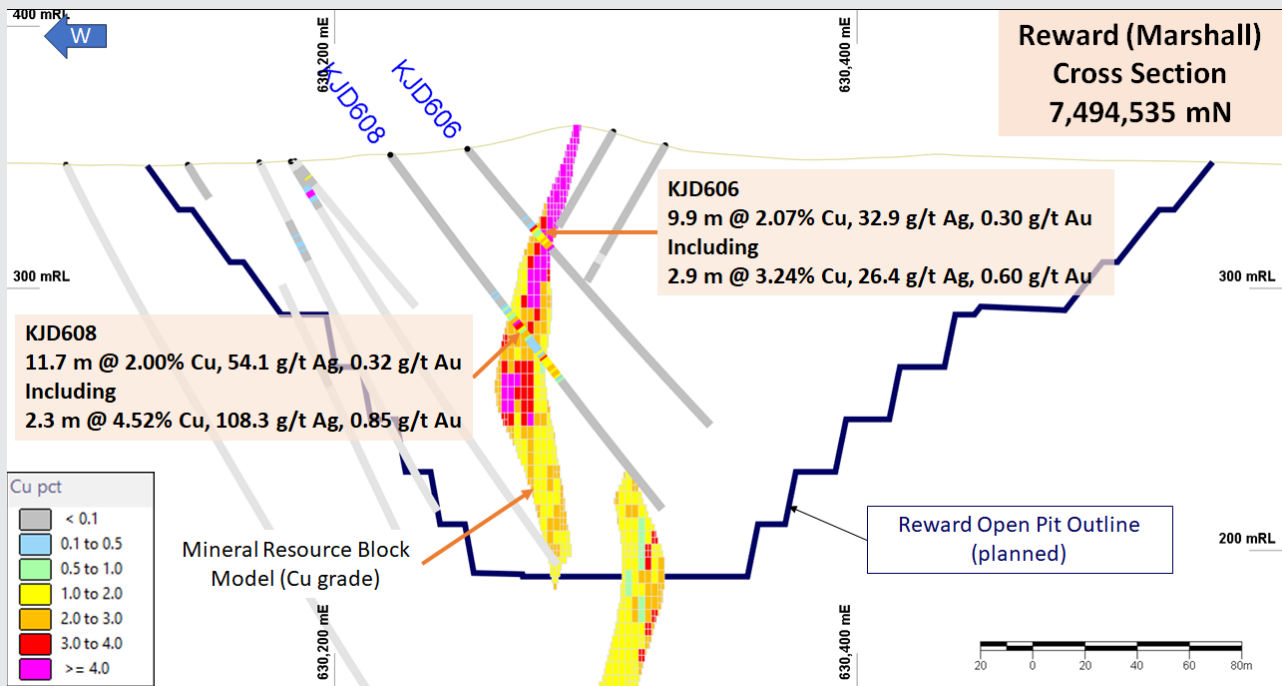 400 mRL
W
630,200 mE
630,400 mE
Reward (Marshall)
Cross Section
7,494,535 mN
KJD608
KJD606
KJD606
9.9 m @ 2.07% Cu, 32.9 g/t Ag, 0.30 g/t Au
Including
2.9 m @ 3.24% Cu, 26.4 g/t Ag, 0.60 g/t Au
300 mRL
300 mRL
KJD608
11.7 m @ 2.00% Cu, 54.1 g/t Ag, 0.32 g/t Au
Including
2.3 m @ 4.52% Cu, 108.3 g/t Ag, 0.85 g/t Au
Cu pct
< 0.1
0.1 to 0.5
0.5 to 1.0
1.0 to 2.0
2.0 to 3.0
3.0 to 4.0
>= 4.0
Mineral Resource Block
Model (Cu grade)
Reward Open Pit Outline
(planned)
200 mRL
630,200 mE
630,400 mE
20 0 20 40 60 80m